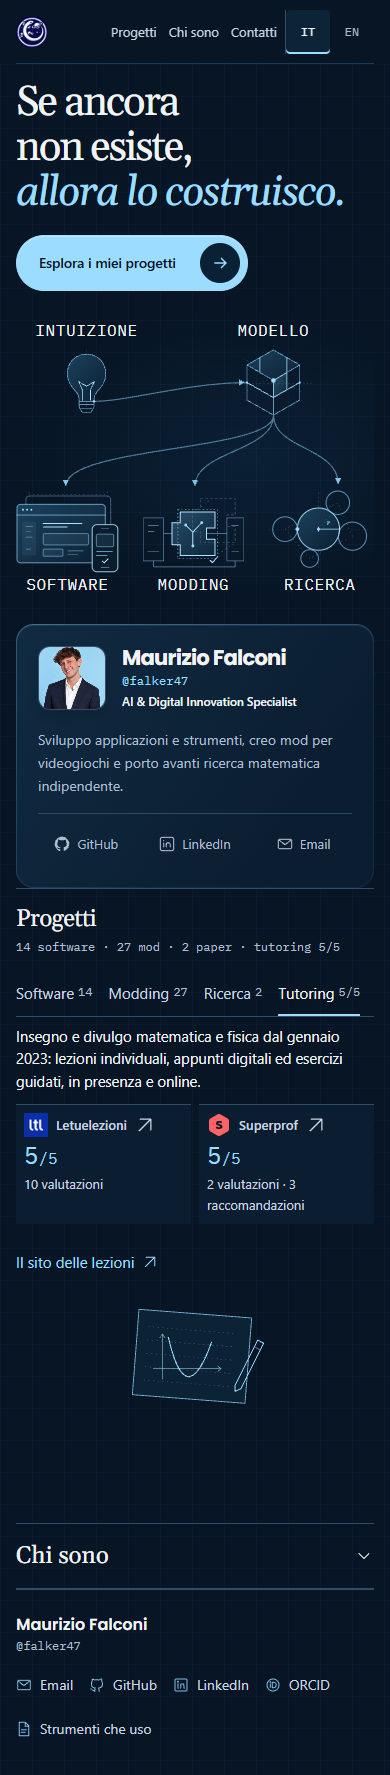 Progetti Chi sono Contatti IT EN
Se ancora
non esiste,
allora lo costruisco.
Esplora i miei progetti
INTUIZIONE MODELLO
SOFTWARE MODDING RICERCA
Maurizio Falconi
@falker47
AI & Digital Innovation Specialist
Sviluppo applicazioni e strumenti, creo mod per
videogiochi e porto avanti ricerca matematica
indipendente.
GitHub LinkedIn Email
Progetti
14 software · 27 mod · 2 paper · tutoring 5/5
Software 14 Modding 27 Ricerca 2 Tutoring 5/5
Insegno e divulgo matematica e fisica dal gennaio
2023: lezioni individuali, appunti digitali ed esercizi
guidati, in presenza e online.
ltl Letuelezioni
5/5
10 valutazioni
S Superprof
5/5
2 valutazioni · 3
raccomandazioni
Il sito delle lezioni
Chi sono
Maurizio Falconi
@falker47
Email GitHub LinkedIn iD ORCID
Strumenti che uso